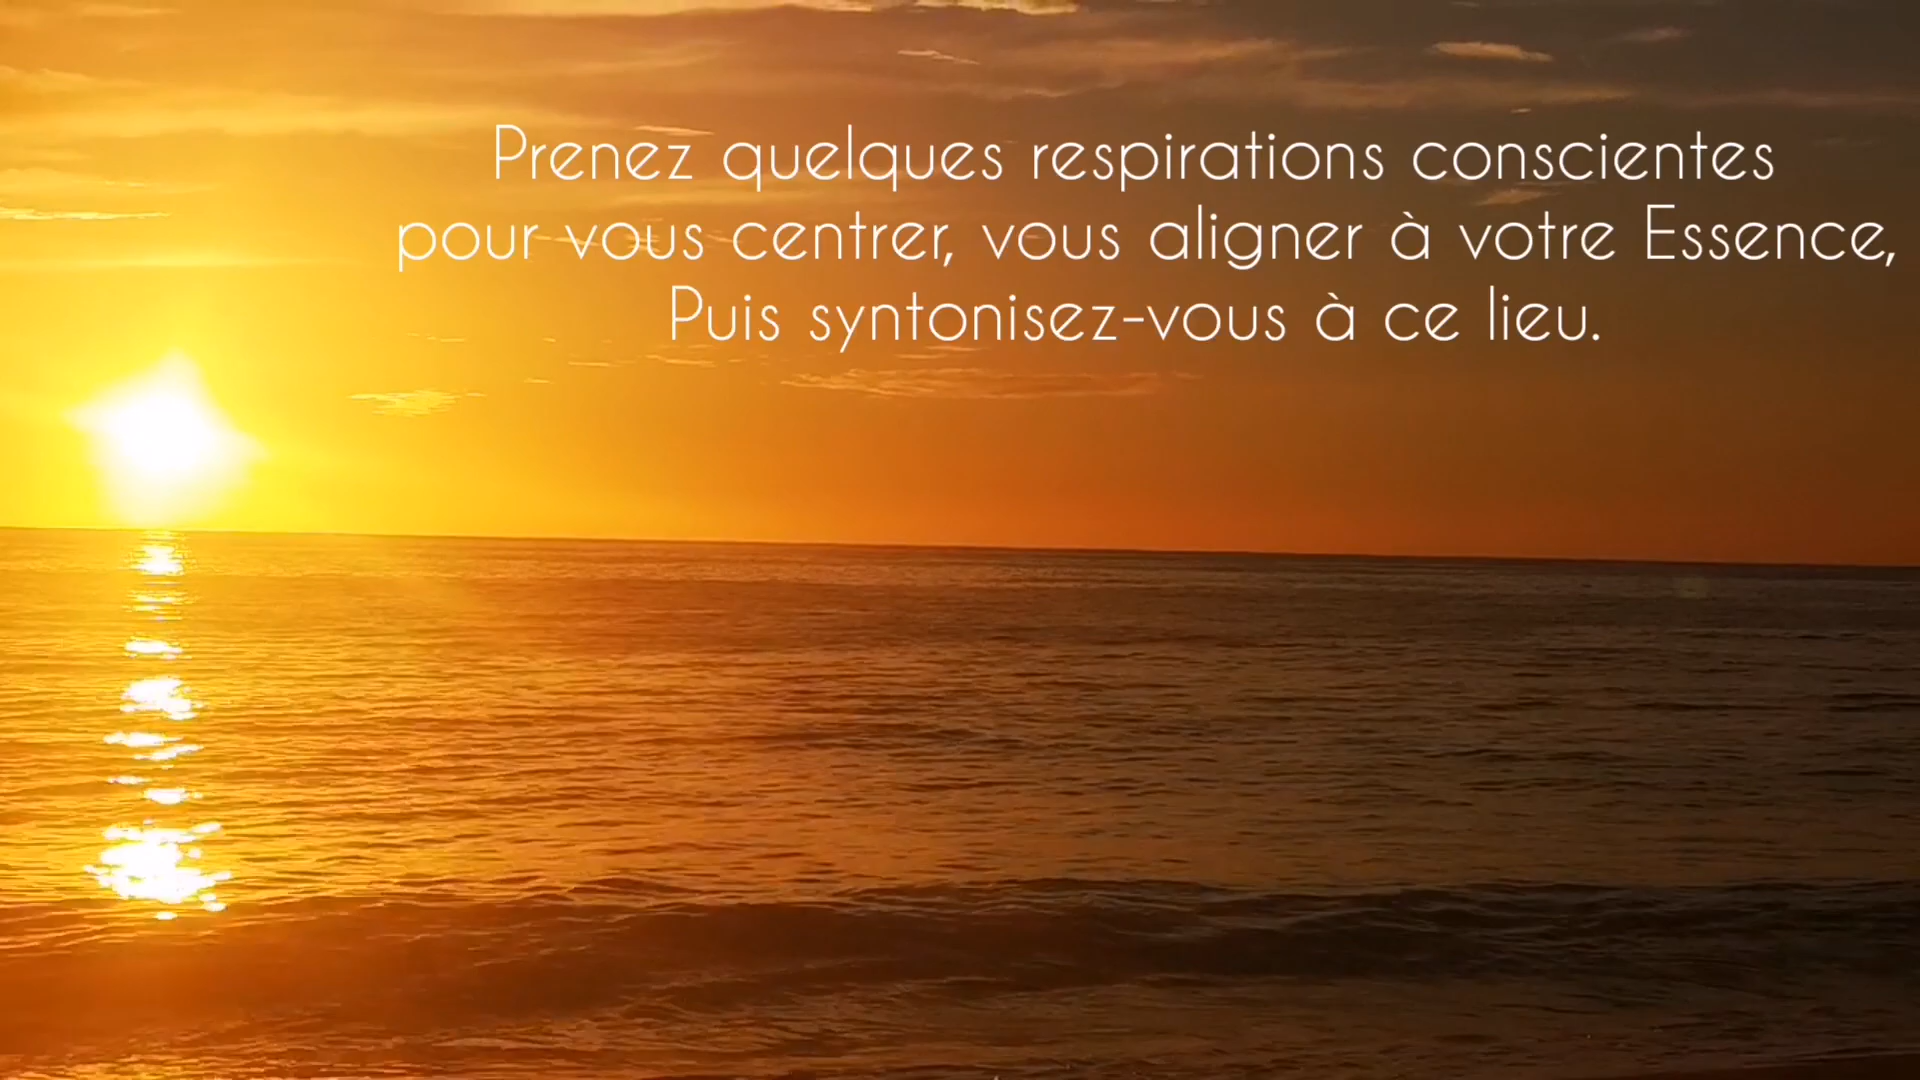 Prenez quelques respirations conscientes
pour vous centrer, vous aligner à votre Essence,
Puis syntonisez-vous à ce lieu.